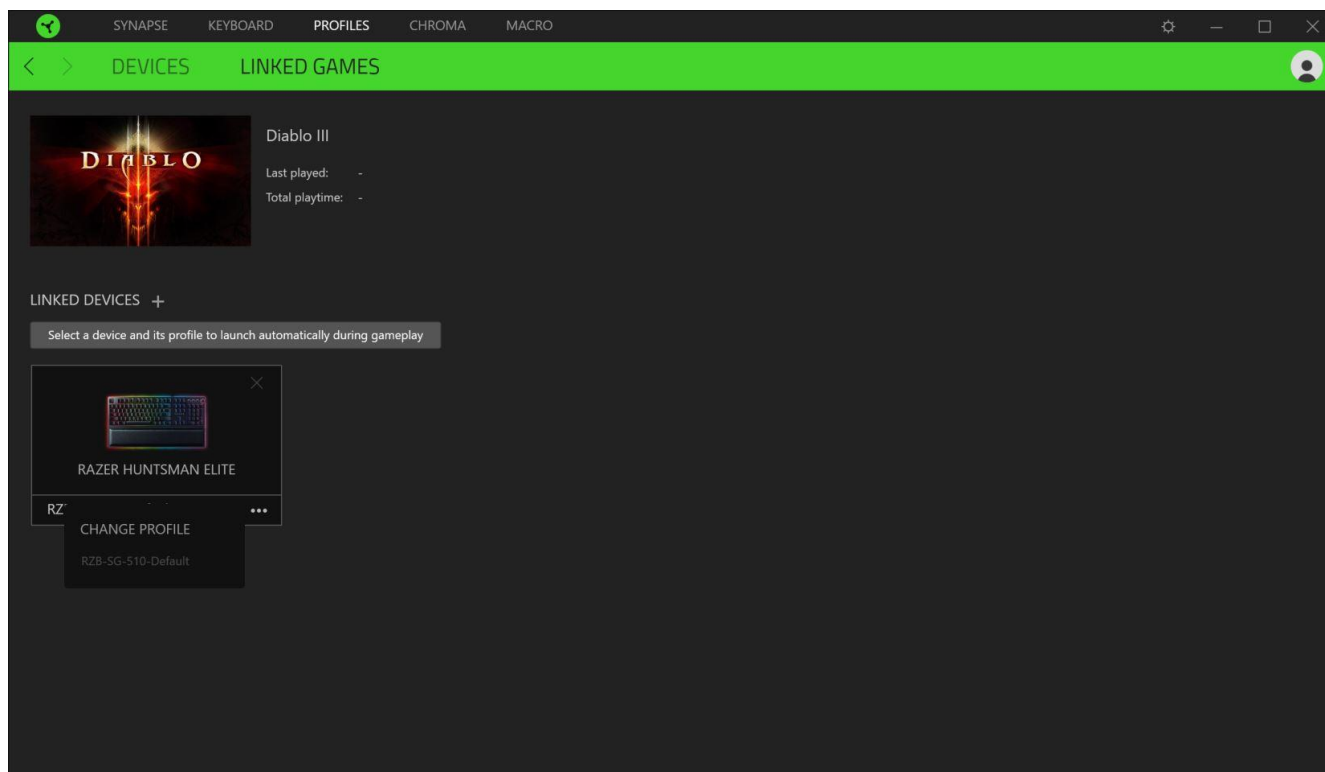 SYNAPSE KEYBOARD PROFILES CHROMA MACRO
DEVICES LINKED GAMES
DIABLO
Diablo III
Last played: -
Total playtime: -
LINKED DEVICES +
Select a device and its profile to launch automatically during gameplay
RAZER HUNTSMAN ELITE
RZ
CHANGE PROFILE
RZB-SG-510-Default